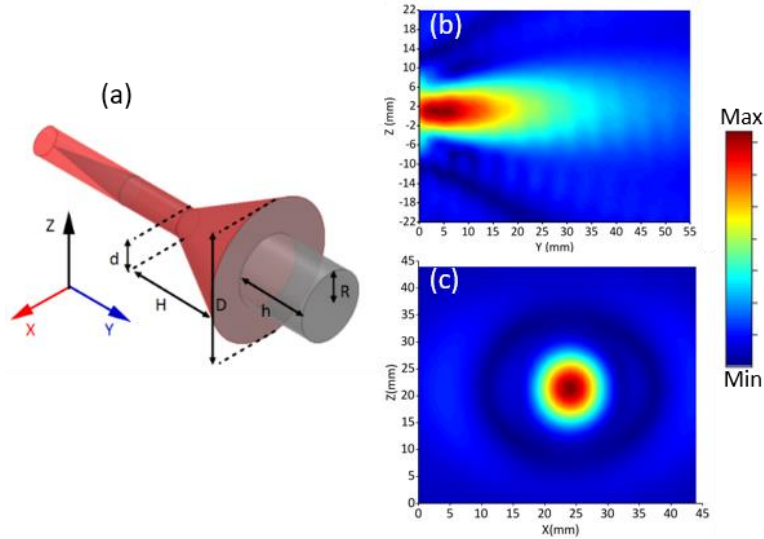 (a)
Z
X
Y
d
H
D
h
R
(b)
22
18
14
10
6
2
-2
-6
-10
-14
-18
-22
Z (mm)
0 5 10 15 20 25 30 35 40 45 50 55
Y (mm)
(c)
44
40
35
30
25
20
15
10
5
0
Z(mm)
0 5 10 15 20 25 30 35 40 44
X(mm)
Max
Min